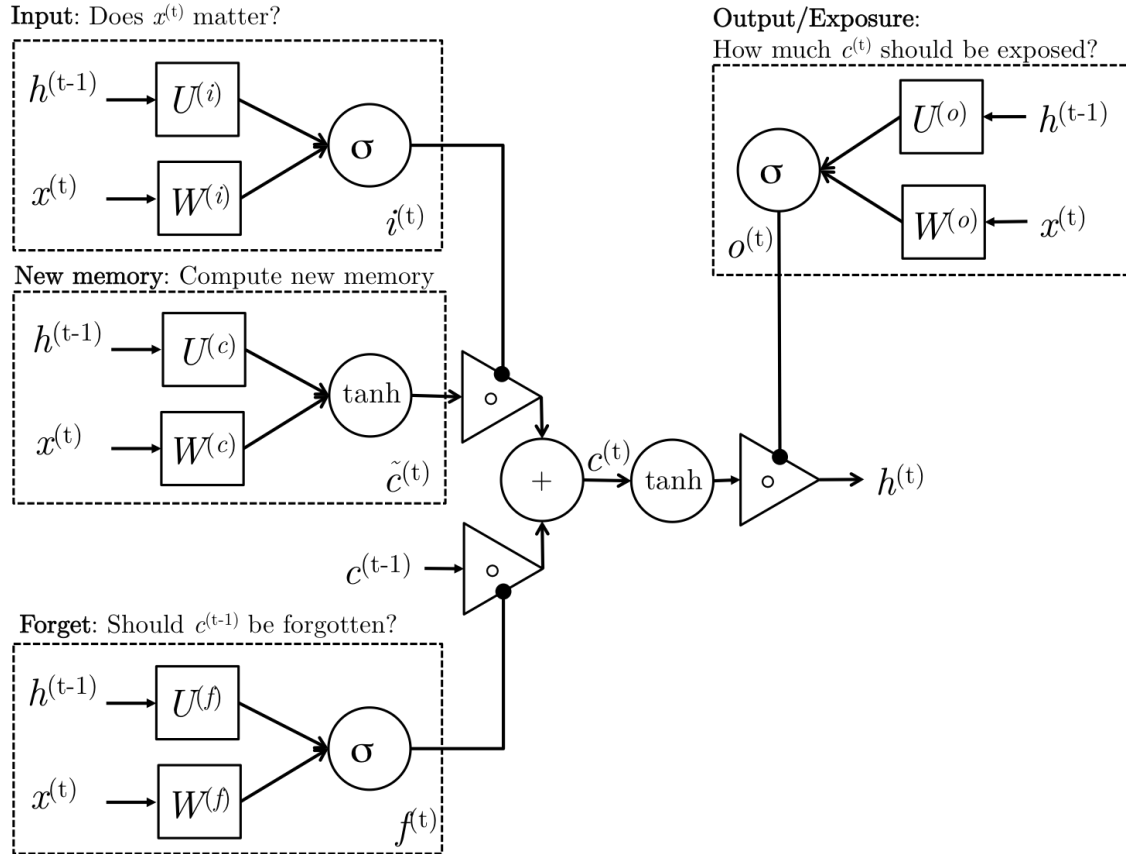 Input: Does x⁽ᵗ⁾ matter?
h⁽ᵗ⁻¹⁾
U⁽ⁱ⁾
σ
x⁽ᵗ⁾
W⁽ⁱ⁾
i⁽ᵗ⁾
Output/Exposure:
How much c⁽ᵗ⁾ should be exposed?
U⁽ᵒ⁾
h⁽ᵗ⁻¹⁾
σ
W⁽ᵒ⁾
x⁽ᵗ⁾
o⁽ᵗ⁾
New memory: Compute new memory
h⁽ᵗ⁻¹⁾
U⁽ᶜ⁾
tanh
x⁽ᵗ⁾
W⁽ᶜ⁾
c̃⁽ᵗ⁾
∘
+
c⁽ᵗ⁾
tanh
∘
h⁽ᵗ⁾
c⁽ᵗ⁻¹⁾
∘
Forget: Should c⁽ᵗ⁻¹⁾ be forgotten?
h⁽ᵗ⁻¹⁾
U⁽ᶠ⁾
σ
x⁽ᵗ⁾
W⁽ᶠ⁾
f⁽ᵗ⁾